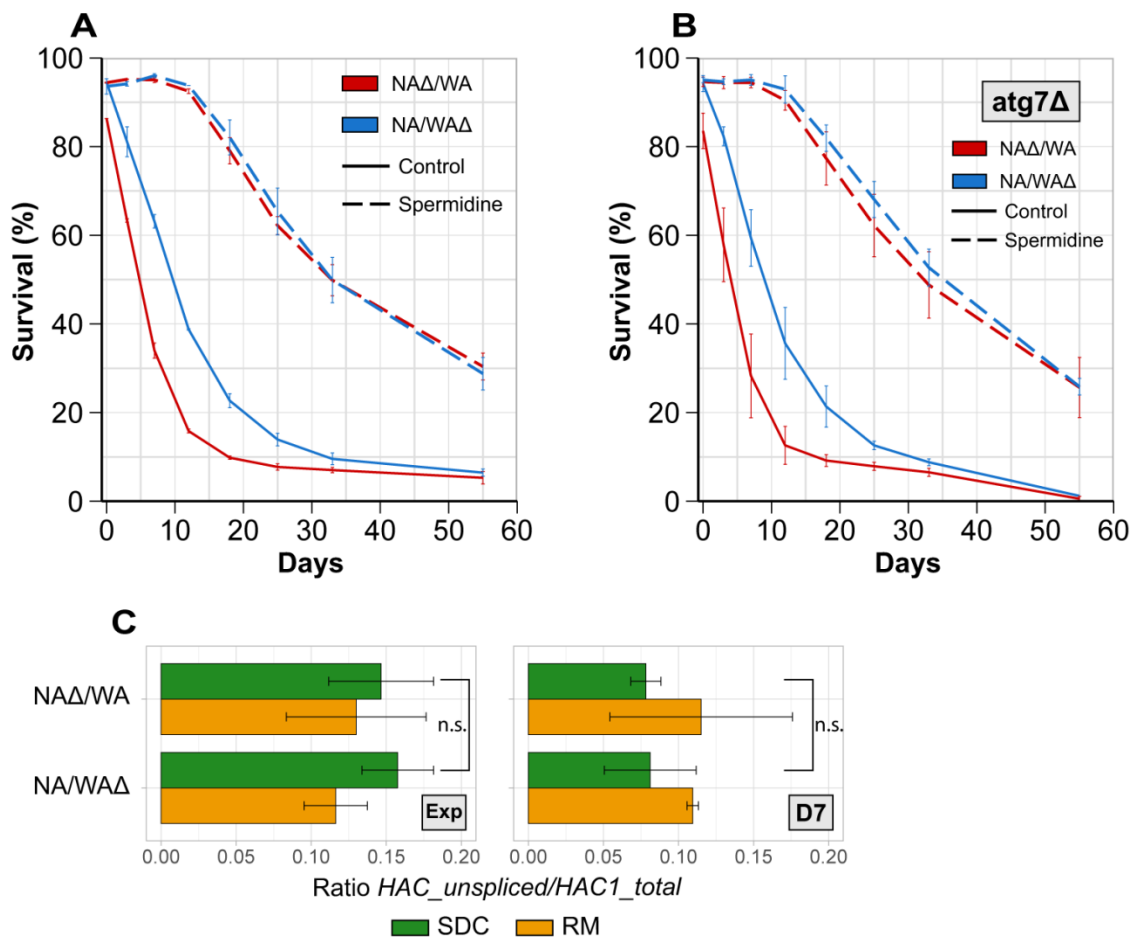 A
100
80
60
40
20
0
Survival (%)
0 10 20 30 40 50 60
Days
NAΔ/WA
NA/WAΔ
Control
Spermidine
B
100
80
60
40
20
0
Survival (%)
0 10 20 30 40 50 60
Days
atg7Δ
NAΔ/WA
NA/WAΔ
Control
Spermidine
C
NAΔ/WA
NA/WAΔ
n.s.
Exp
0.00 0.05 0.10 0.15 0.20
n.s.
D7
0.00 0.05 0.10 0.15 0.20
Ratio HAC_unspliced/HAC1_total
SDC RM